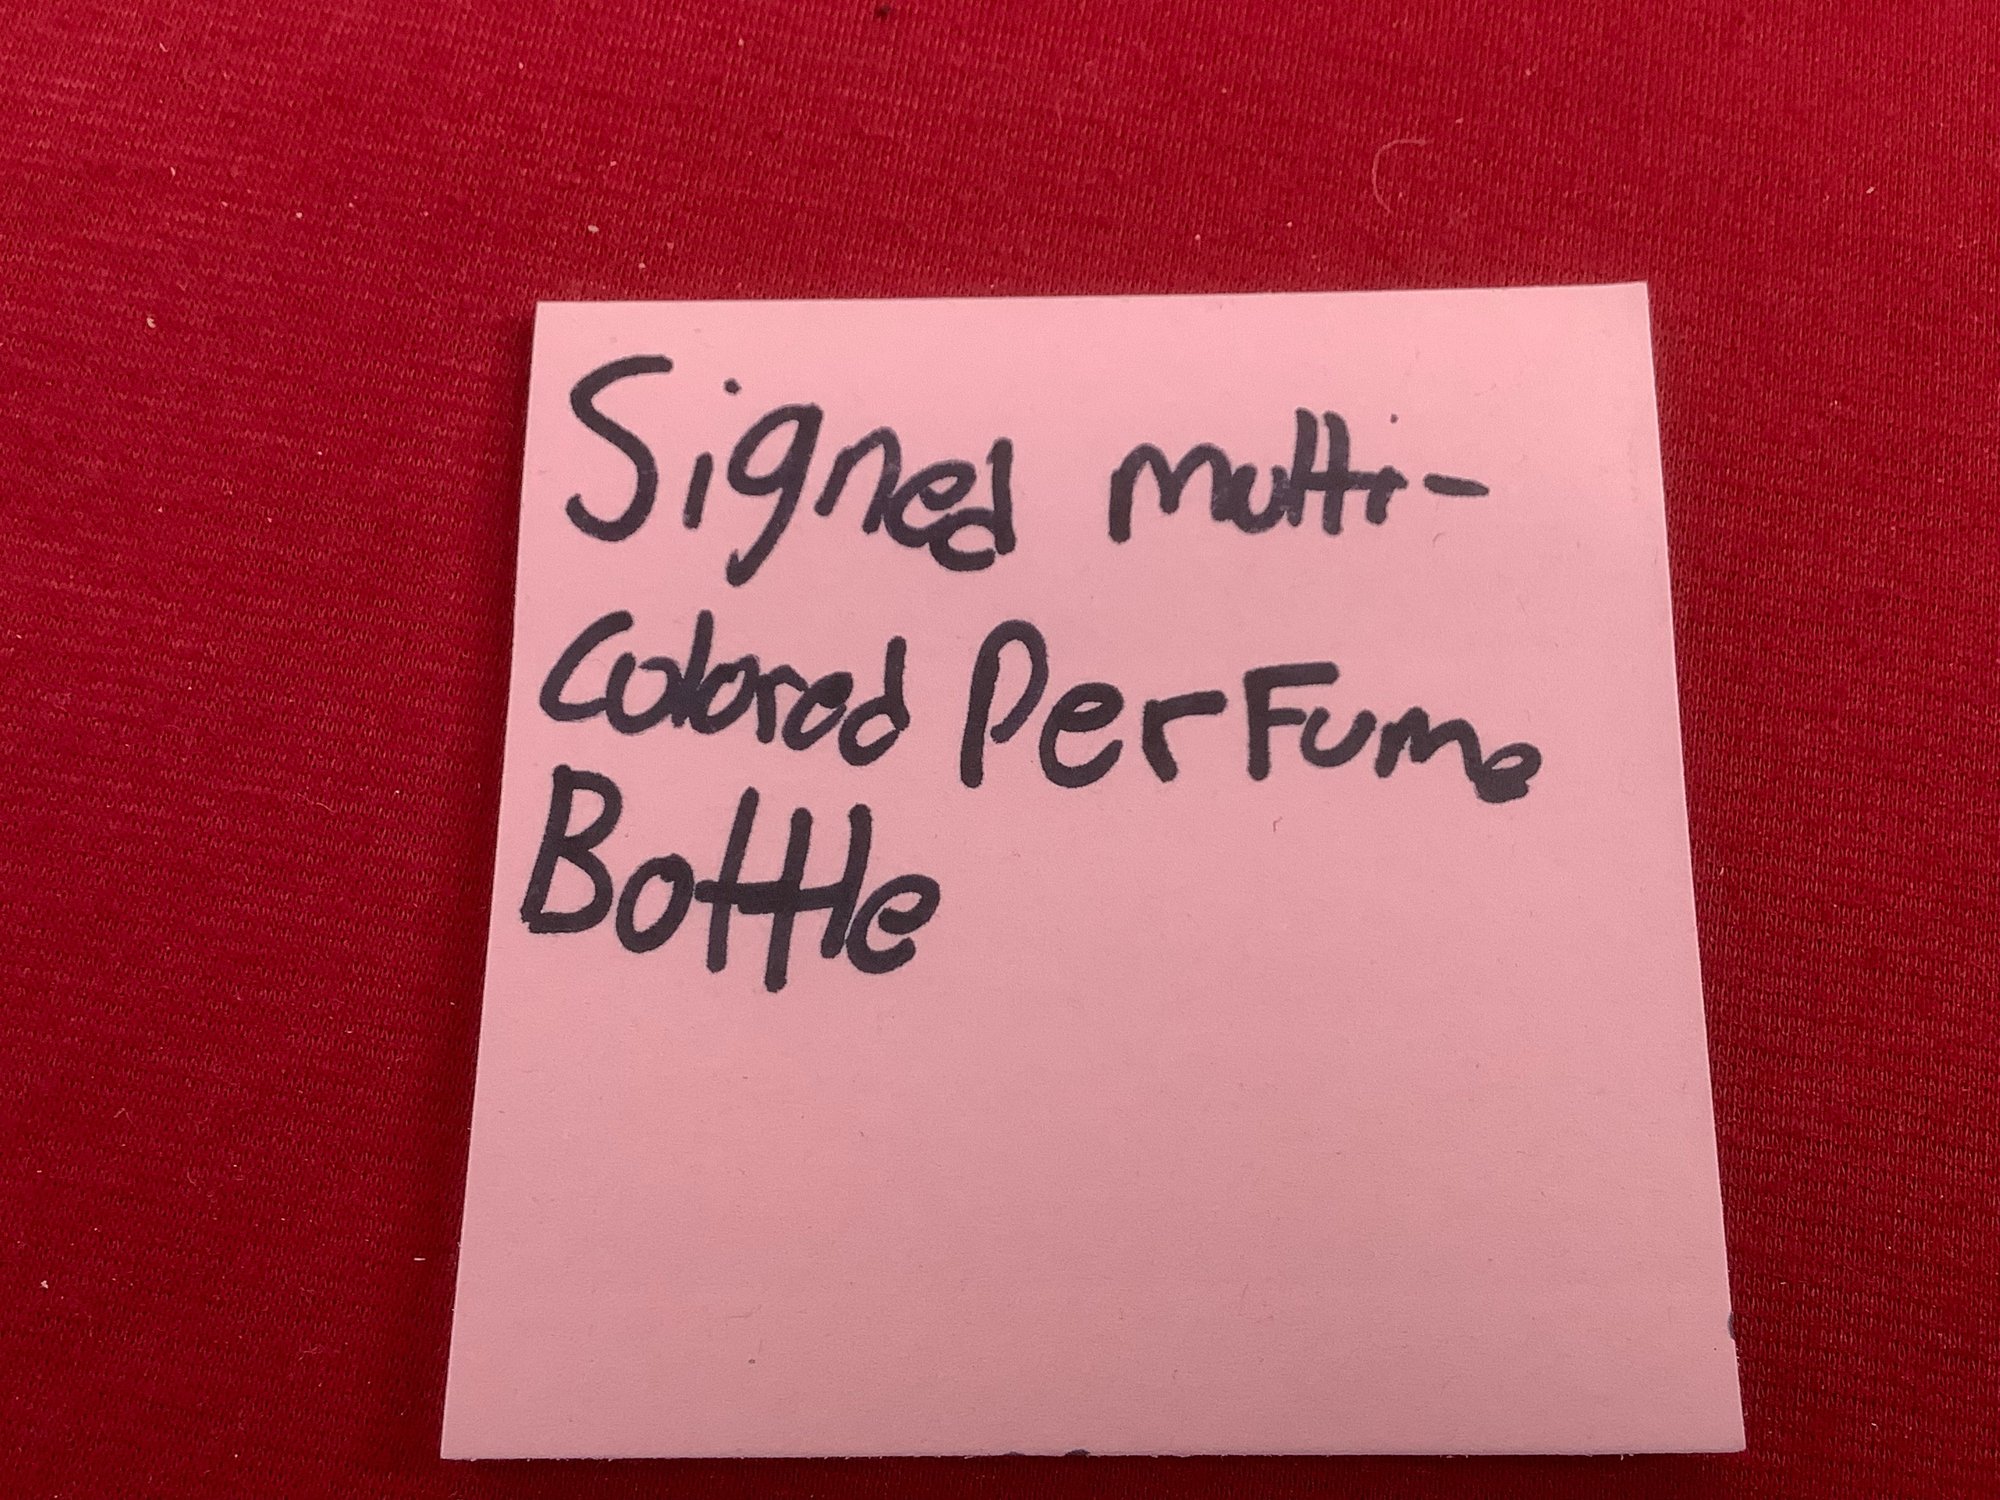 Signed multi-
colored PerFume
Bottle